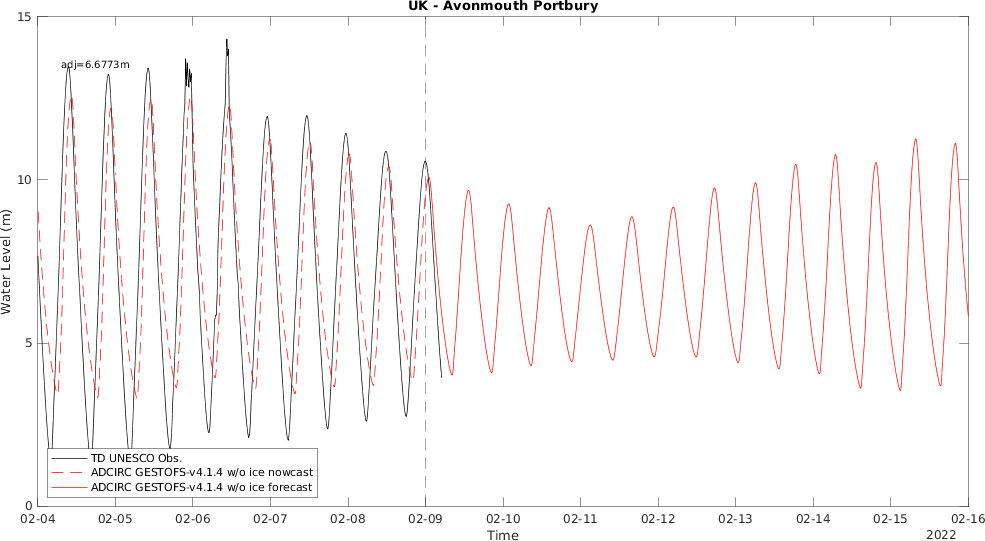 UK - Avonmouth Portbury
15
adj=6.6773m
10
Water Level (m)
5
TD UNESCO Obs.
ADCIRC GESTOFS-v4.1.4 w/o ice nowcast
ADCIRC GESTOFS-v4.1.4 w/o ice forecast
0
02-04 02-05 02-06 02-07 02-08 02-09 02-10 02-11 02-12 02-13 02-14 02-15 02-16
Time
2022